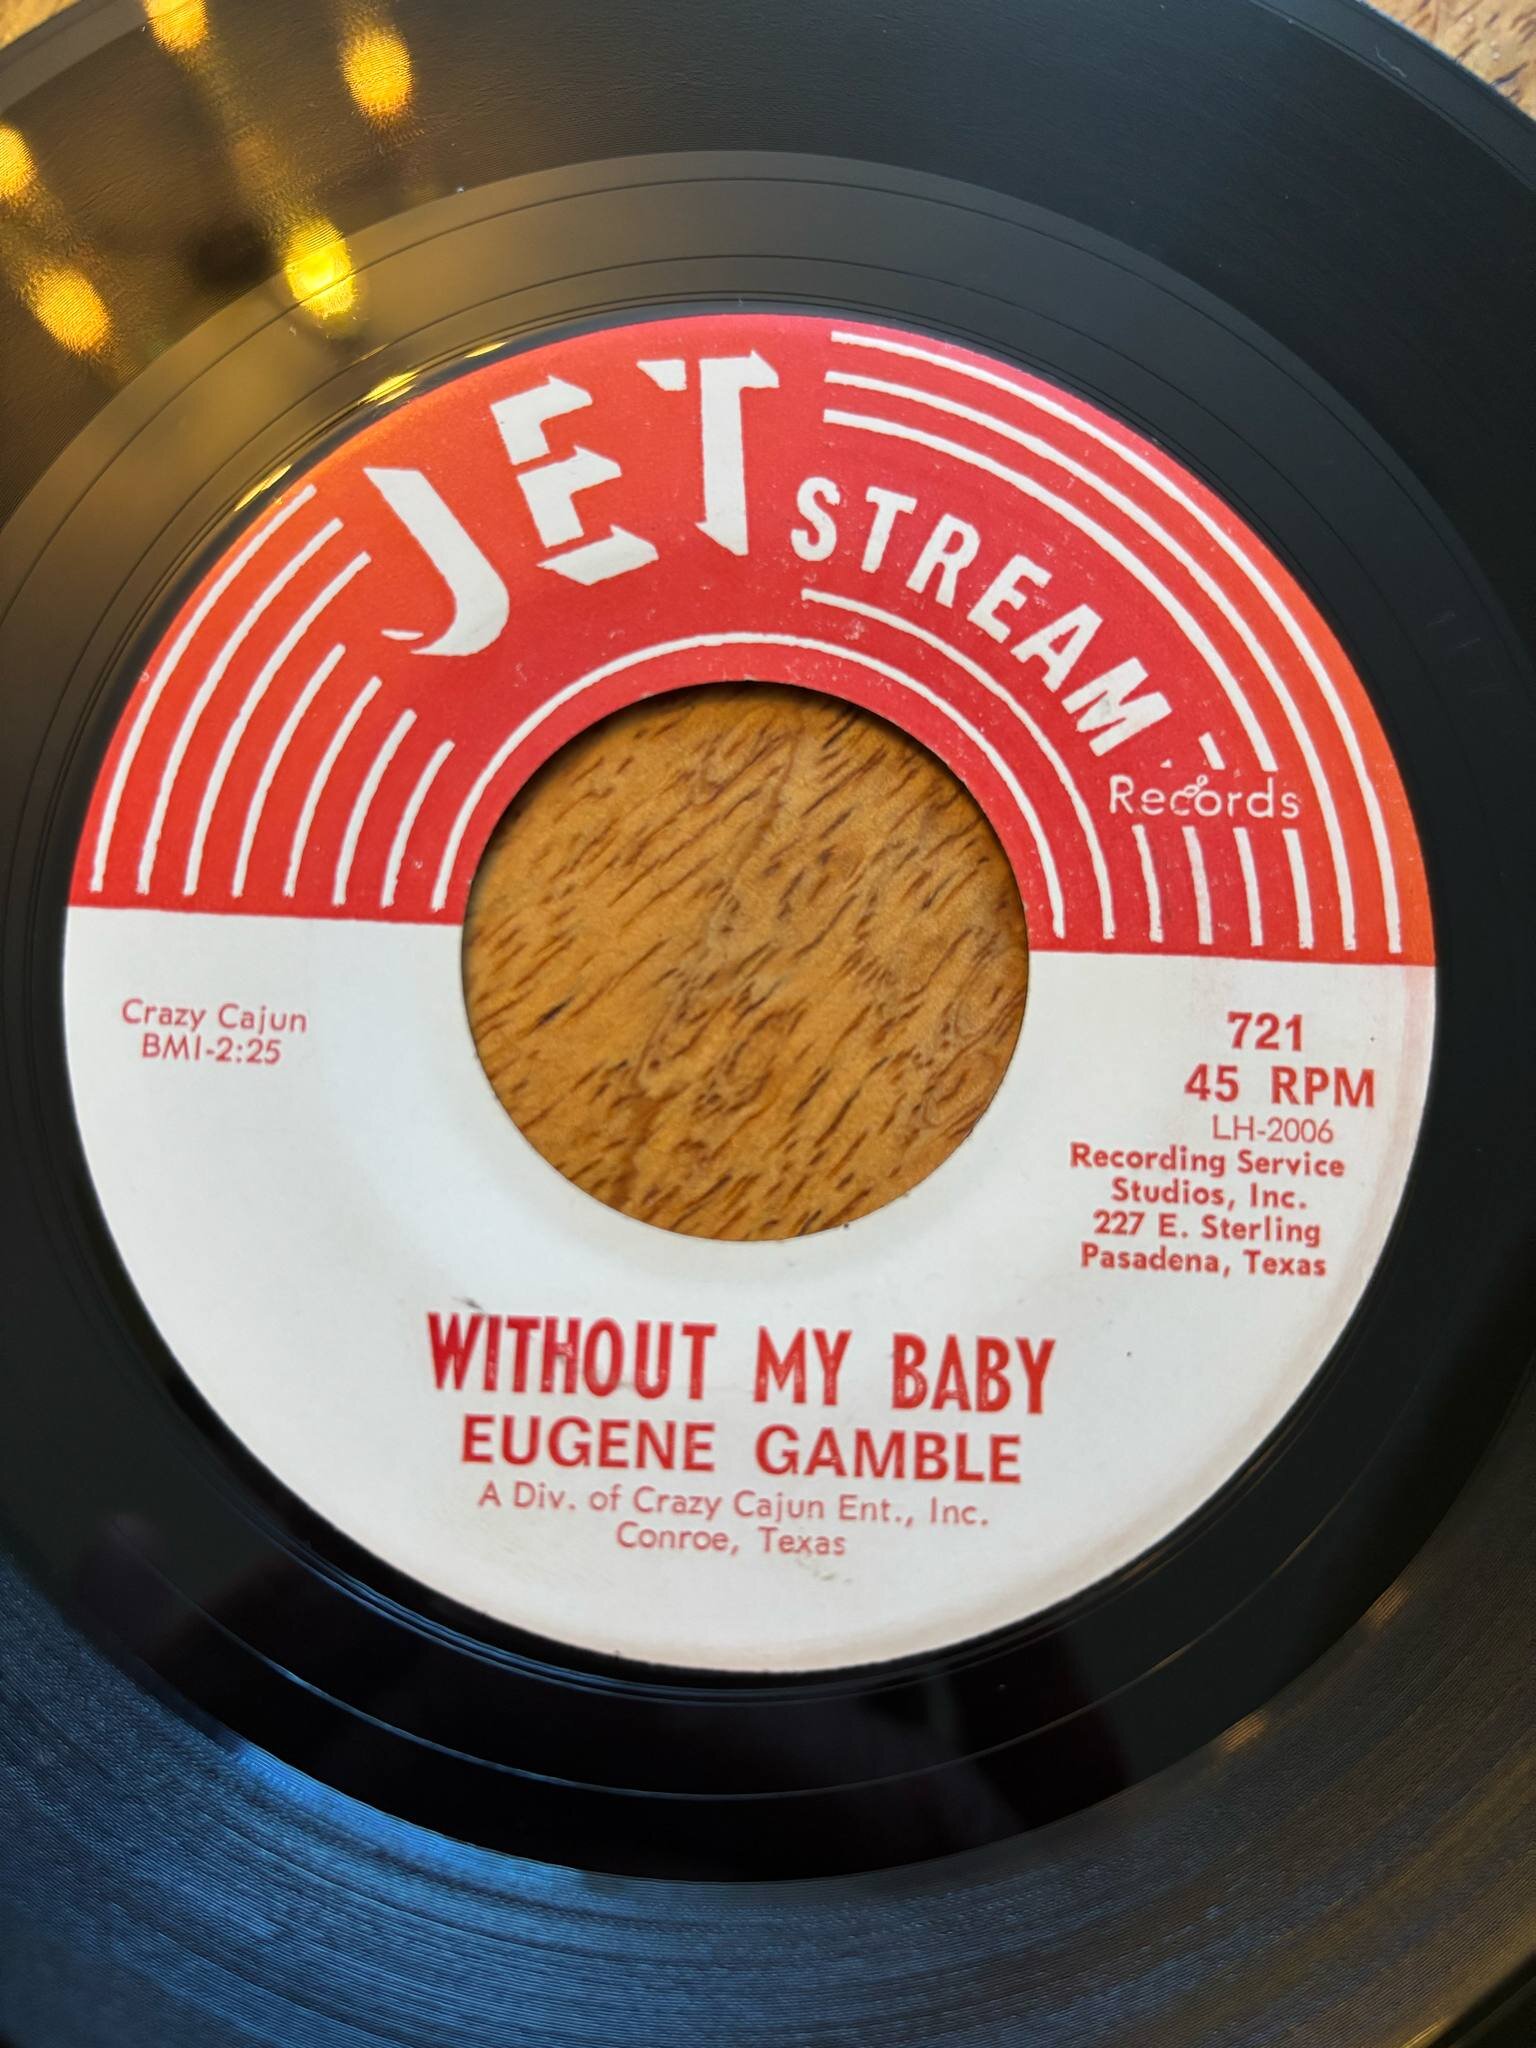 JET STREAM
Records
Crazy Cajun
BMI-2:25
721
45 RPM
LH-2006
Recording Service
Studios, Inc.
227 E. Sterling
Pasadena, Texas
WITHOUT MY BABY
EUGENE GAMBLE
A Div. of Crazy Cajun Ent., Inc.
Conroe, Texas